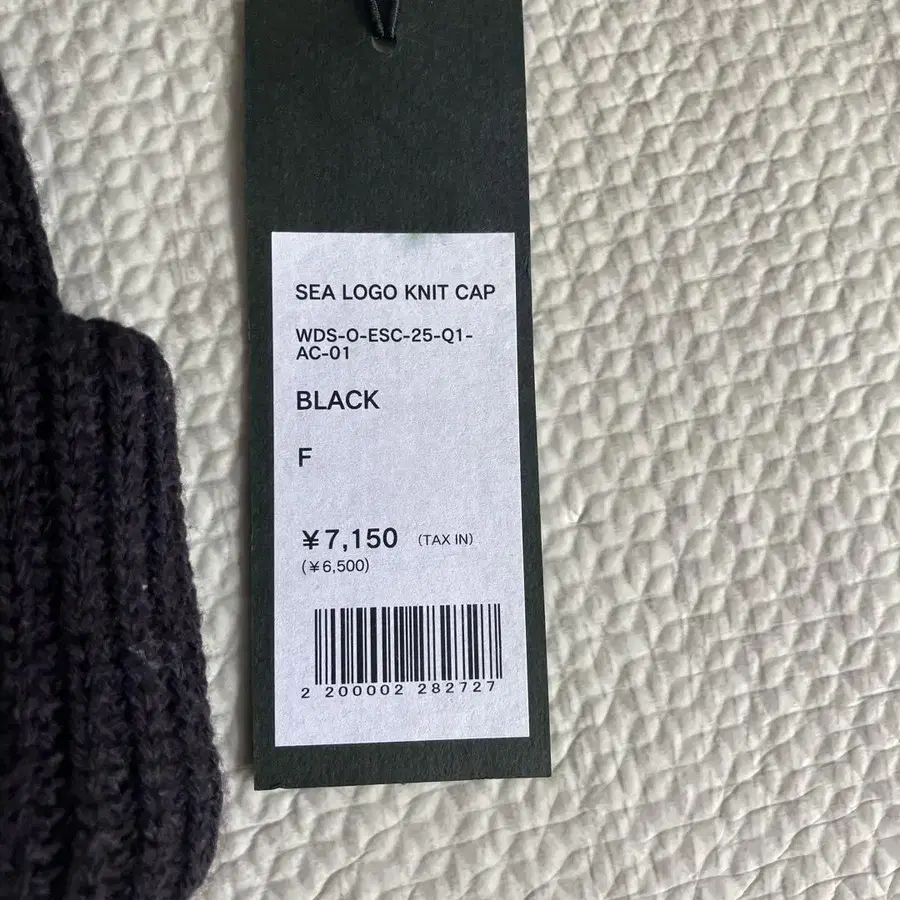 SEA LOGO KNIT CAP
WDS-O-ESC-25-Q1-
AC-01
BLACK
F
¥7,150 (TAX IN)
(¥6,500)
2 200002 282727